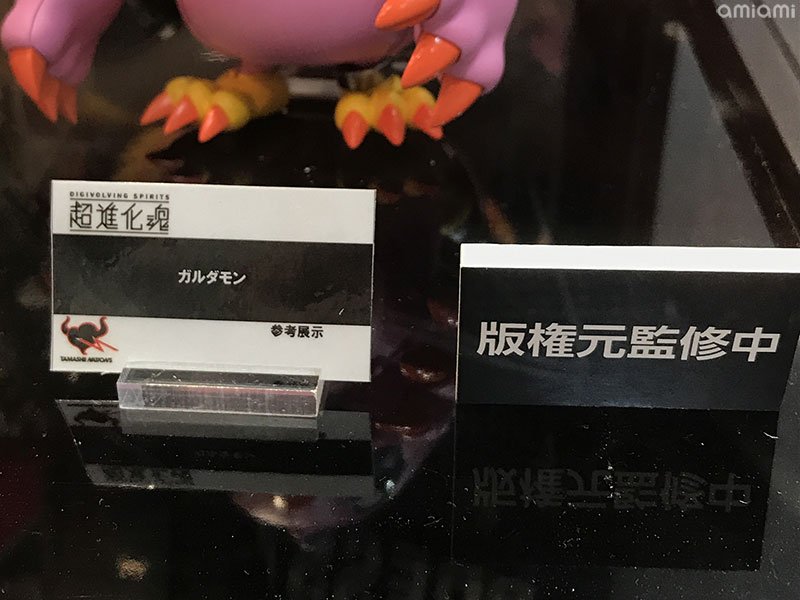 amiami
DIGIVOLVING SPIRITS
超進化魂
ガルダモン
参考展示
TAMASHII NATIONS
版権元監修中